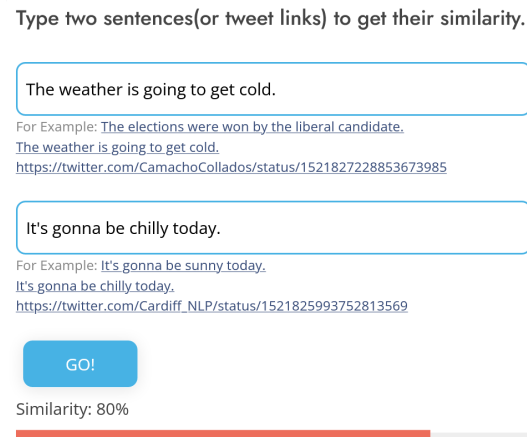 Type two sentences(or tweet links) to get their similarity.
The weather is going to get cold.
For Example: The elections were won by the liberal candidate.
The weather is going to get cold.
https://twitter.com/CamachoCollados/status/1521827228853673985
It's gonna be chilly today.
For Example: It's gonna be sunny today.
It's gonna be chilly today.
https://twitter.com/Cardiff_NLP/status/1521825993752813569
GO!
Similarity: 80%